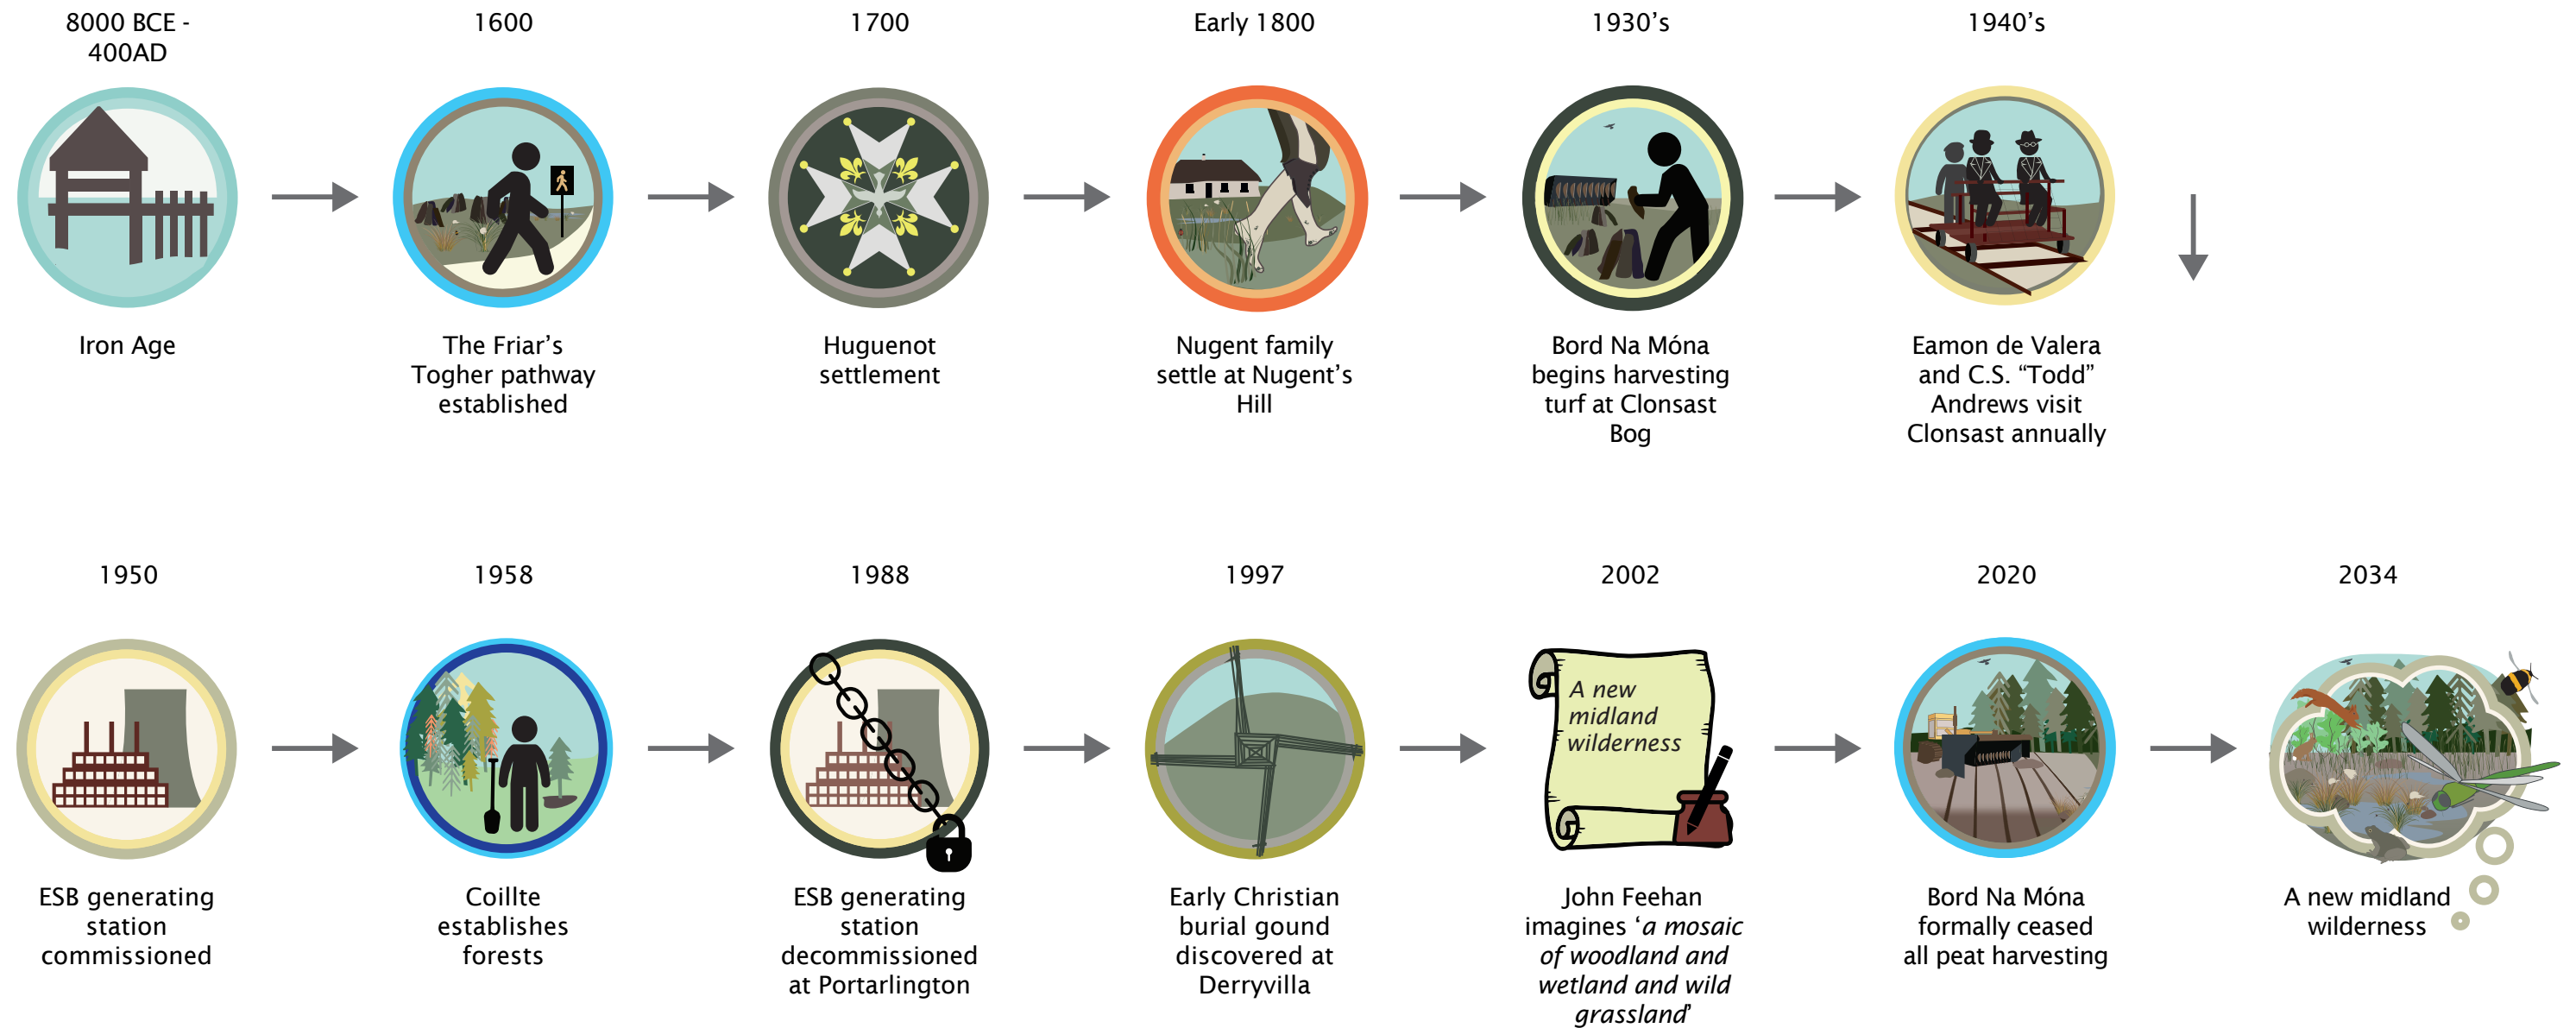 8000 BCE -
400AD
1600
1700
Early 1800
1930’s
1940’s
Iron Age
The Friar’s
Togher pathway
established
Huguenot
settlement
Nugent family
settle at Nugent’s
Hill
Bord Na Móna
begins harvesting
turf at Clonsast
Bog
Eamon de Valera
and C.S. “Todd”
Andrews visit
Clonsast annually
1950
1958
1988
1997
2002
2020
2034
A new
midland
wilderness
ESB generating
station
commissioned
Coillte
establishes
forests
ESB generating
station
decommissioned
at Portarlington
Early Christian
burial gound
discovered at
Derryvilla
John Feehan
imagines ‘a mosaic
of woodland and
wetland and wild
grassland’
Bord Na Móna
formally ceased
all peat harvesting
A new midland
wilderness